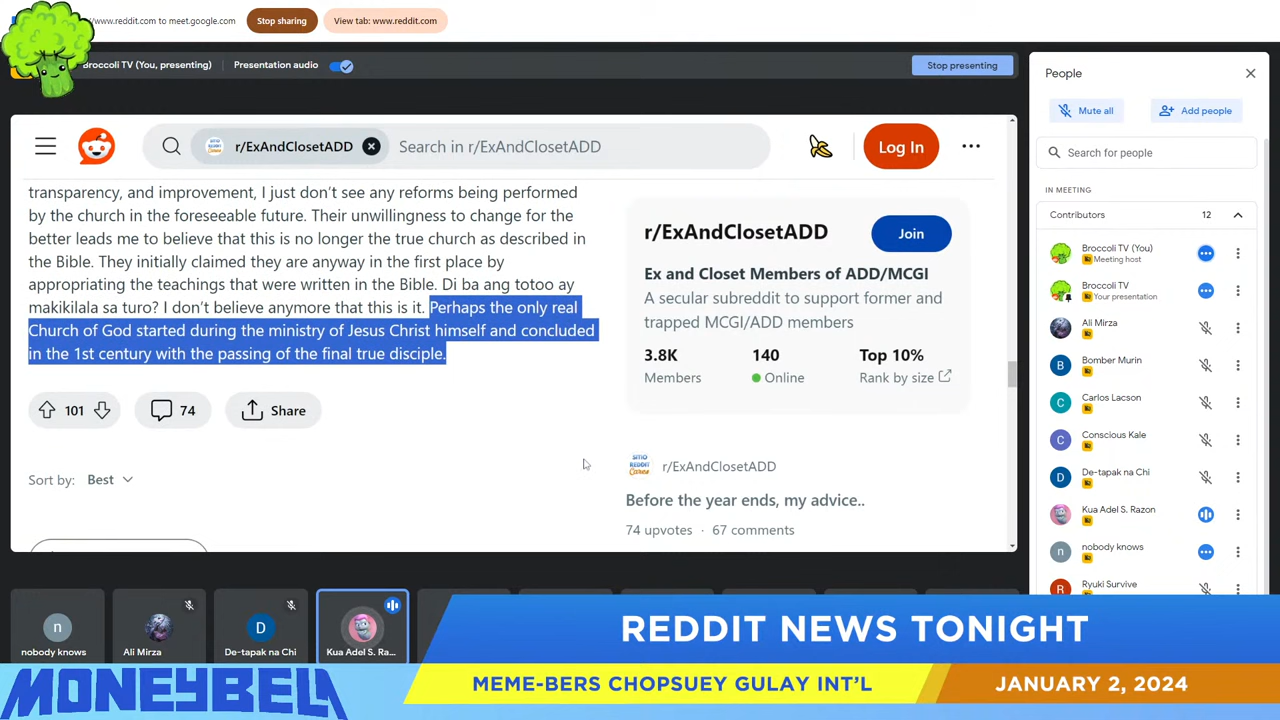 /www.reddit.com to meet.google.com
Stop sharing
View tab: www.reddit.com
Broccoli TV (You, presenting)
Presentation audio
Stop presenting
r/ExAndClosetADD
Search in r/ExAndClosetADD
Log In
transparency, and improvement, I just don't see any reforms being performed
by the church in the foreseeable future. Their unwillingness to change for the
better leads me to believe that this is no longer the true church as described in
the Bible. They initially claimed they are anyway in the first place by
appropriating the teachings that were written in the Bible. Di ba ang totoo ay
makikilala sa turo? I don't believe anymore that this is it. Perhaps the only real
Church of God started during the ministry of Jesus Christ himself and concluded
in the 1st century with the passing of the final true disciple.
101
74
Share
Sort by: Best
r/ExAndClosetADD
Join
Ex and Closet Members of ADD/MCGI
A secular subreddit to support former and
trapped MCGI/ADD members
3.8K
140
Top 10%
Members
Online
Rank by size
SITIO
REDDIT
Cares
r/ExAndClosetADD
Before the year ends, my advice..
74 upvotes · 67 comments
People
Mute all
Add people
Search for people
IN MEETING
Contributors
12
Broccoli TV (You)
Meeting host
Broccoli TV
Your presentation
Ali Mirza
B
Bomber Murin
C
Carlos Lacson
C
Conscious Kale
D
De-tapak na Chi
Kua Adel S. Razon
n
nobody knows
R
Ryuki Survive
n
nobody knows
Ali Mirza
D
De-tapak na Chi
Kua Adel S. Ra...
REDDIT NEWS TONIGHT
MONEYBELA
MEME-BERS CHOPSUEY GULAY INT'L
JANUARY 2, 2024